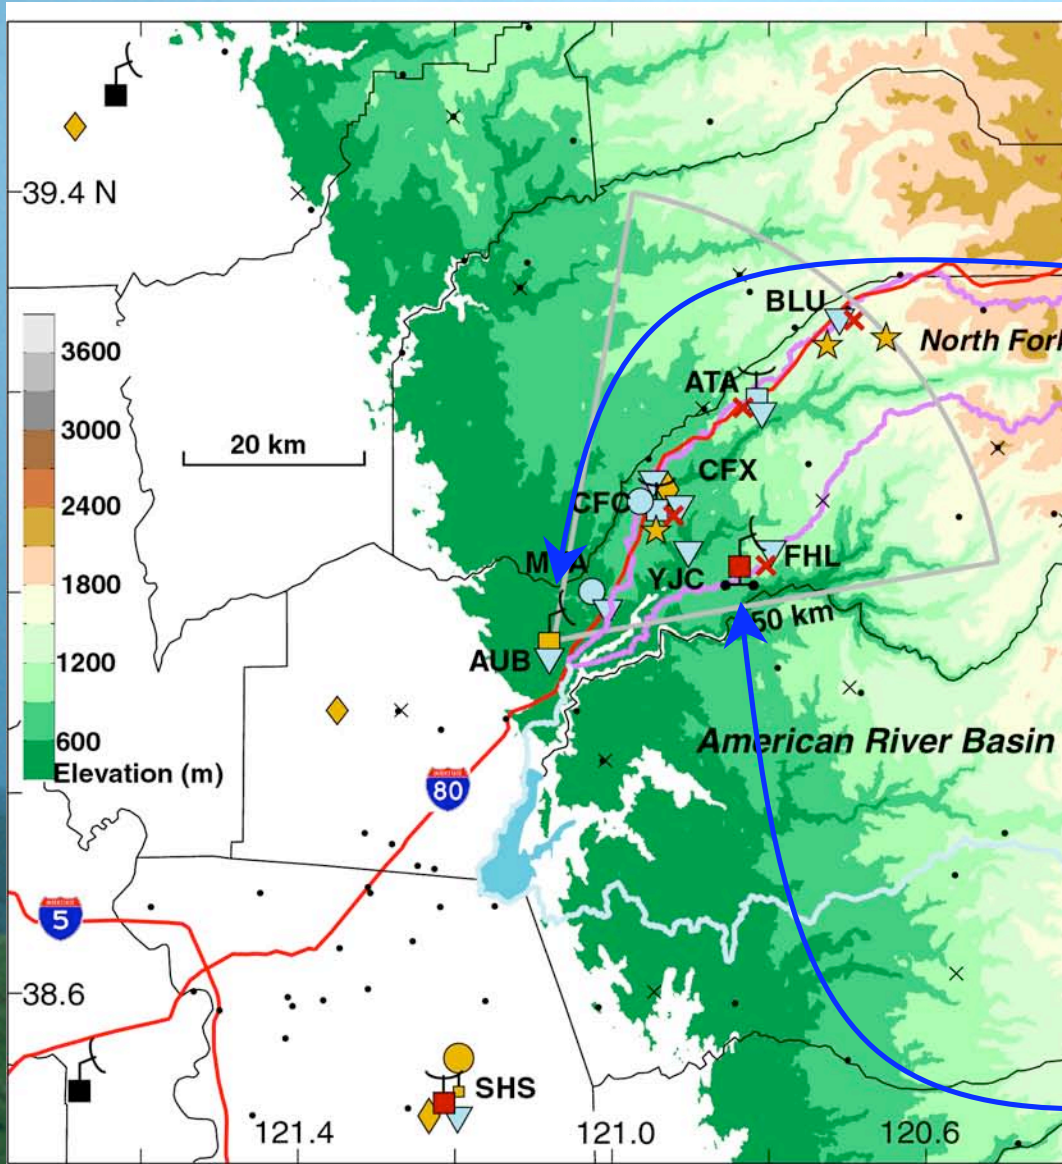 39.4 N
BLU
North Fork
3600
ATA
3000
20 km
CFX
2400
CFC
FHL
1800
YJC
50 km
1200
AUB
American River Basin
600
Elevation (m)
80
5
38.6
SHS
121.4
121.0
120.6